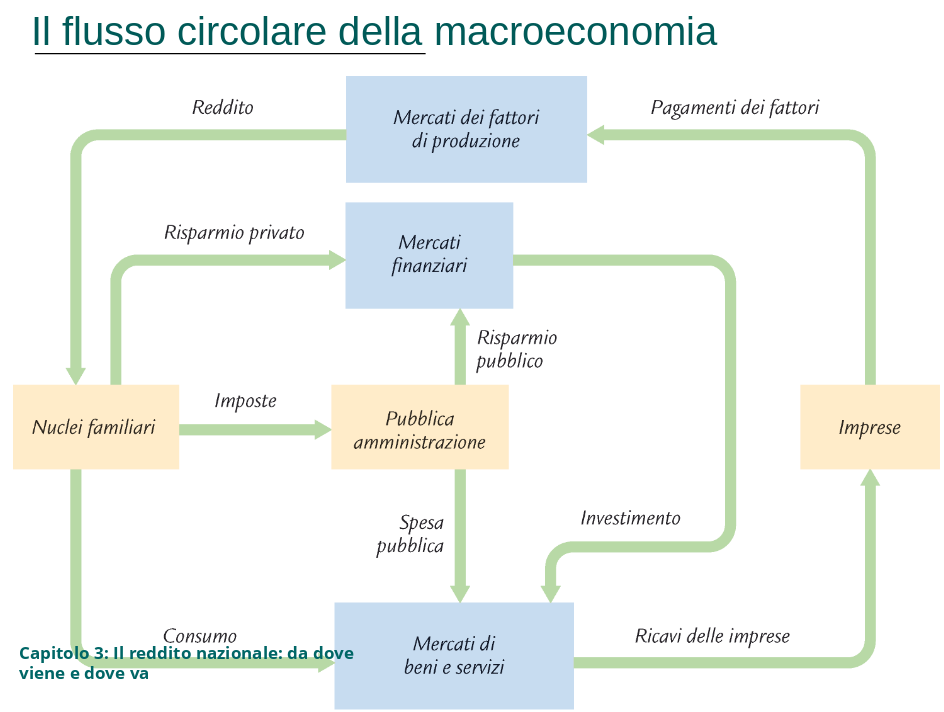 Il flusso circolare della macroeconomia
Reddito
Mercati dei fattori
di produzione
Pagamenti dei fattori
Risparmio privato
Mercati
finanziari
Risparmio
pubblico
Imposte
Nuclei familiari
Pubblica
amministrazione
Imprese
Spesa
pubblica
Investimento
Consumo
Mercati di
beni e servizi
Ricavi delle imprese
Capitolo 3: Il reddito nazionale: da dove
viene e dove va